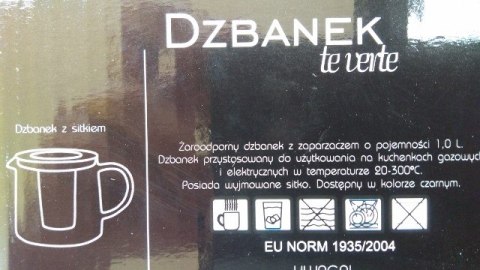 DZBANEK
te verte
Dzbanek z sitkiem
Żaroodporny dzbanek z zaparzaczem o pojemności 1,0 L.
Dzbanek przystosowany do użytkowania na kuchenkach gazowych
i elektrycznych w temperaturze 20-300°C.
Posiada wyjmowane sitko. Dostępny w kolorze czarnym.
EU NORM 1935/2004
UWAGA!